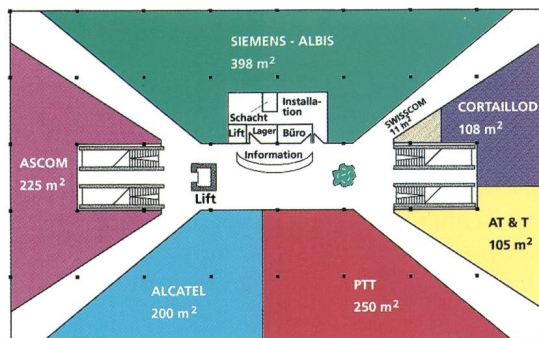 SIEMENS - ALBIS
398 m²
Installa-
tion
Schacht
Lift
Lager
Büro
Information
SWISSCOM
11 m²
CORTAILLOD
108 m²
ASCOM
225 m²
Lift
AT & T
105 m²
ALCATEL
200 m²
PTT
250 m²